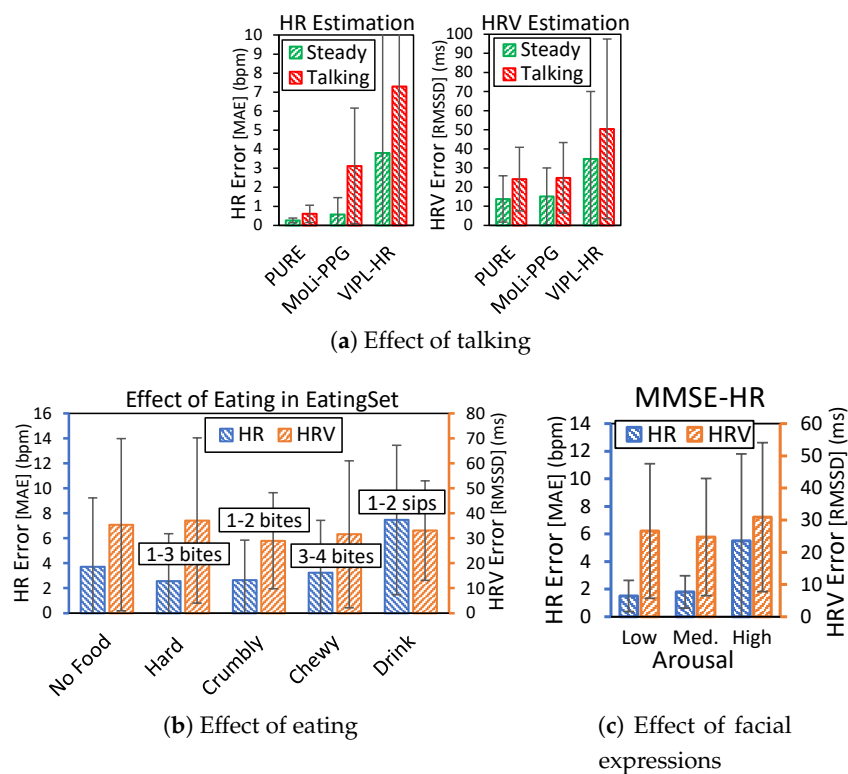 HR Estimation
HR Error [MAE] (bpm)
10
9
8
7
6
5
4
3
2
1
0
Steady
Talking
PURE
MoLi-PPG
VIPL-HR
HRV Estimation
HRV Error [RMSSD] (ms)
100
90
80
70
60
50
40
30
20
10
0
Steady
Talking
PURE
MoLi-PPG
VIPL-HR
(a) Effect of talking
Effect of Eating in EatingSet
HR Error [MAE] (bpm)
16
14
12
10
8
6
4
2
0
HR
HRV
1-3 bites
1-2 bites
3-4 bites
1-2 sips
80
70
60
50
40
30
20
10
0
HRV Error [RMSSD] (ms)
No Food
Hard
Crumbly
Chewy
Drink
(b) Effect of eating
MMSE-HR
HR Error [MAE] (bpm)
14
12
10
8
6
4
2
0
HR
HRV
60
50
40
30
20
10
0
HRV Error [RMSSD] (ms)
Low
Med.
High
Arousal
(c) Effect of facial
expressions